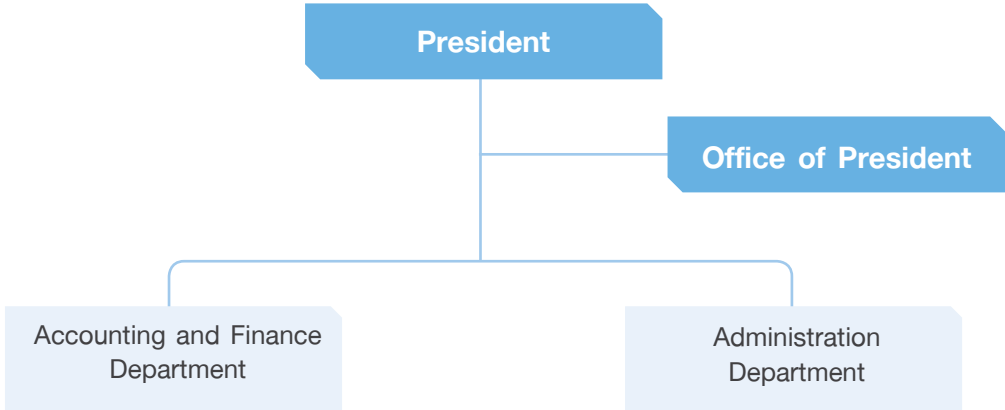 President
Office of President
Accounting and Finance
Department
Administration
Department